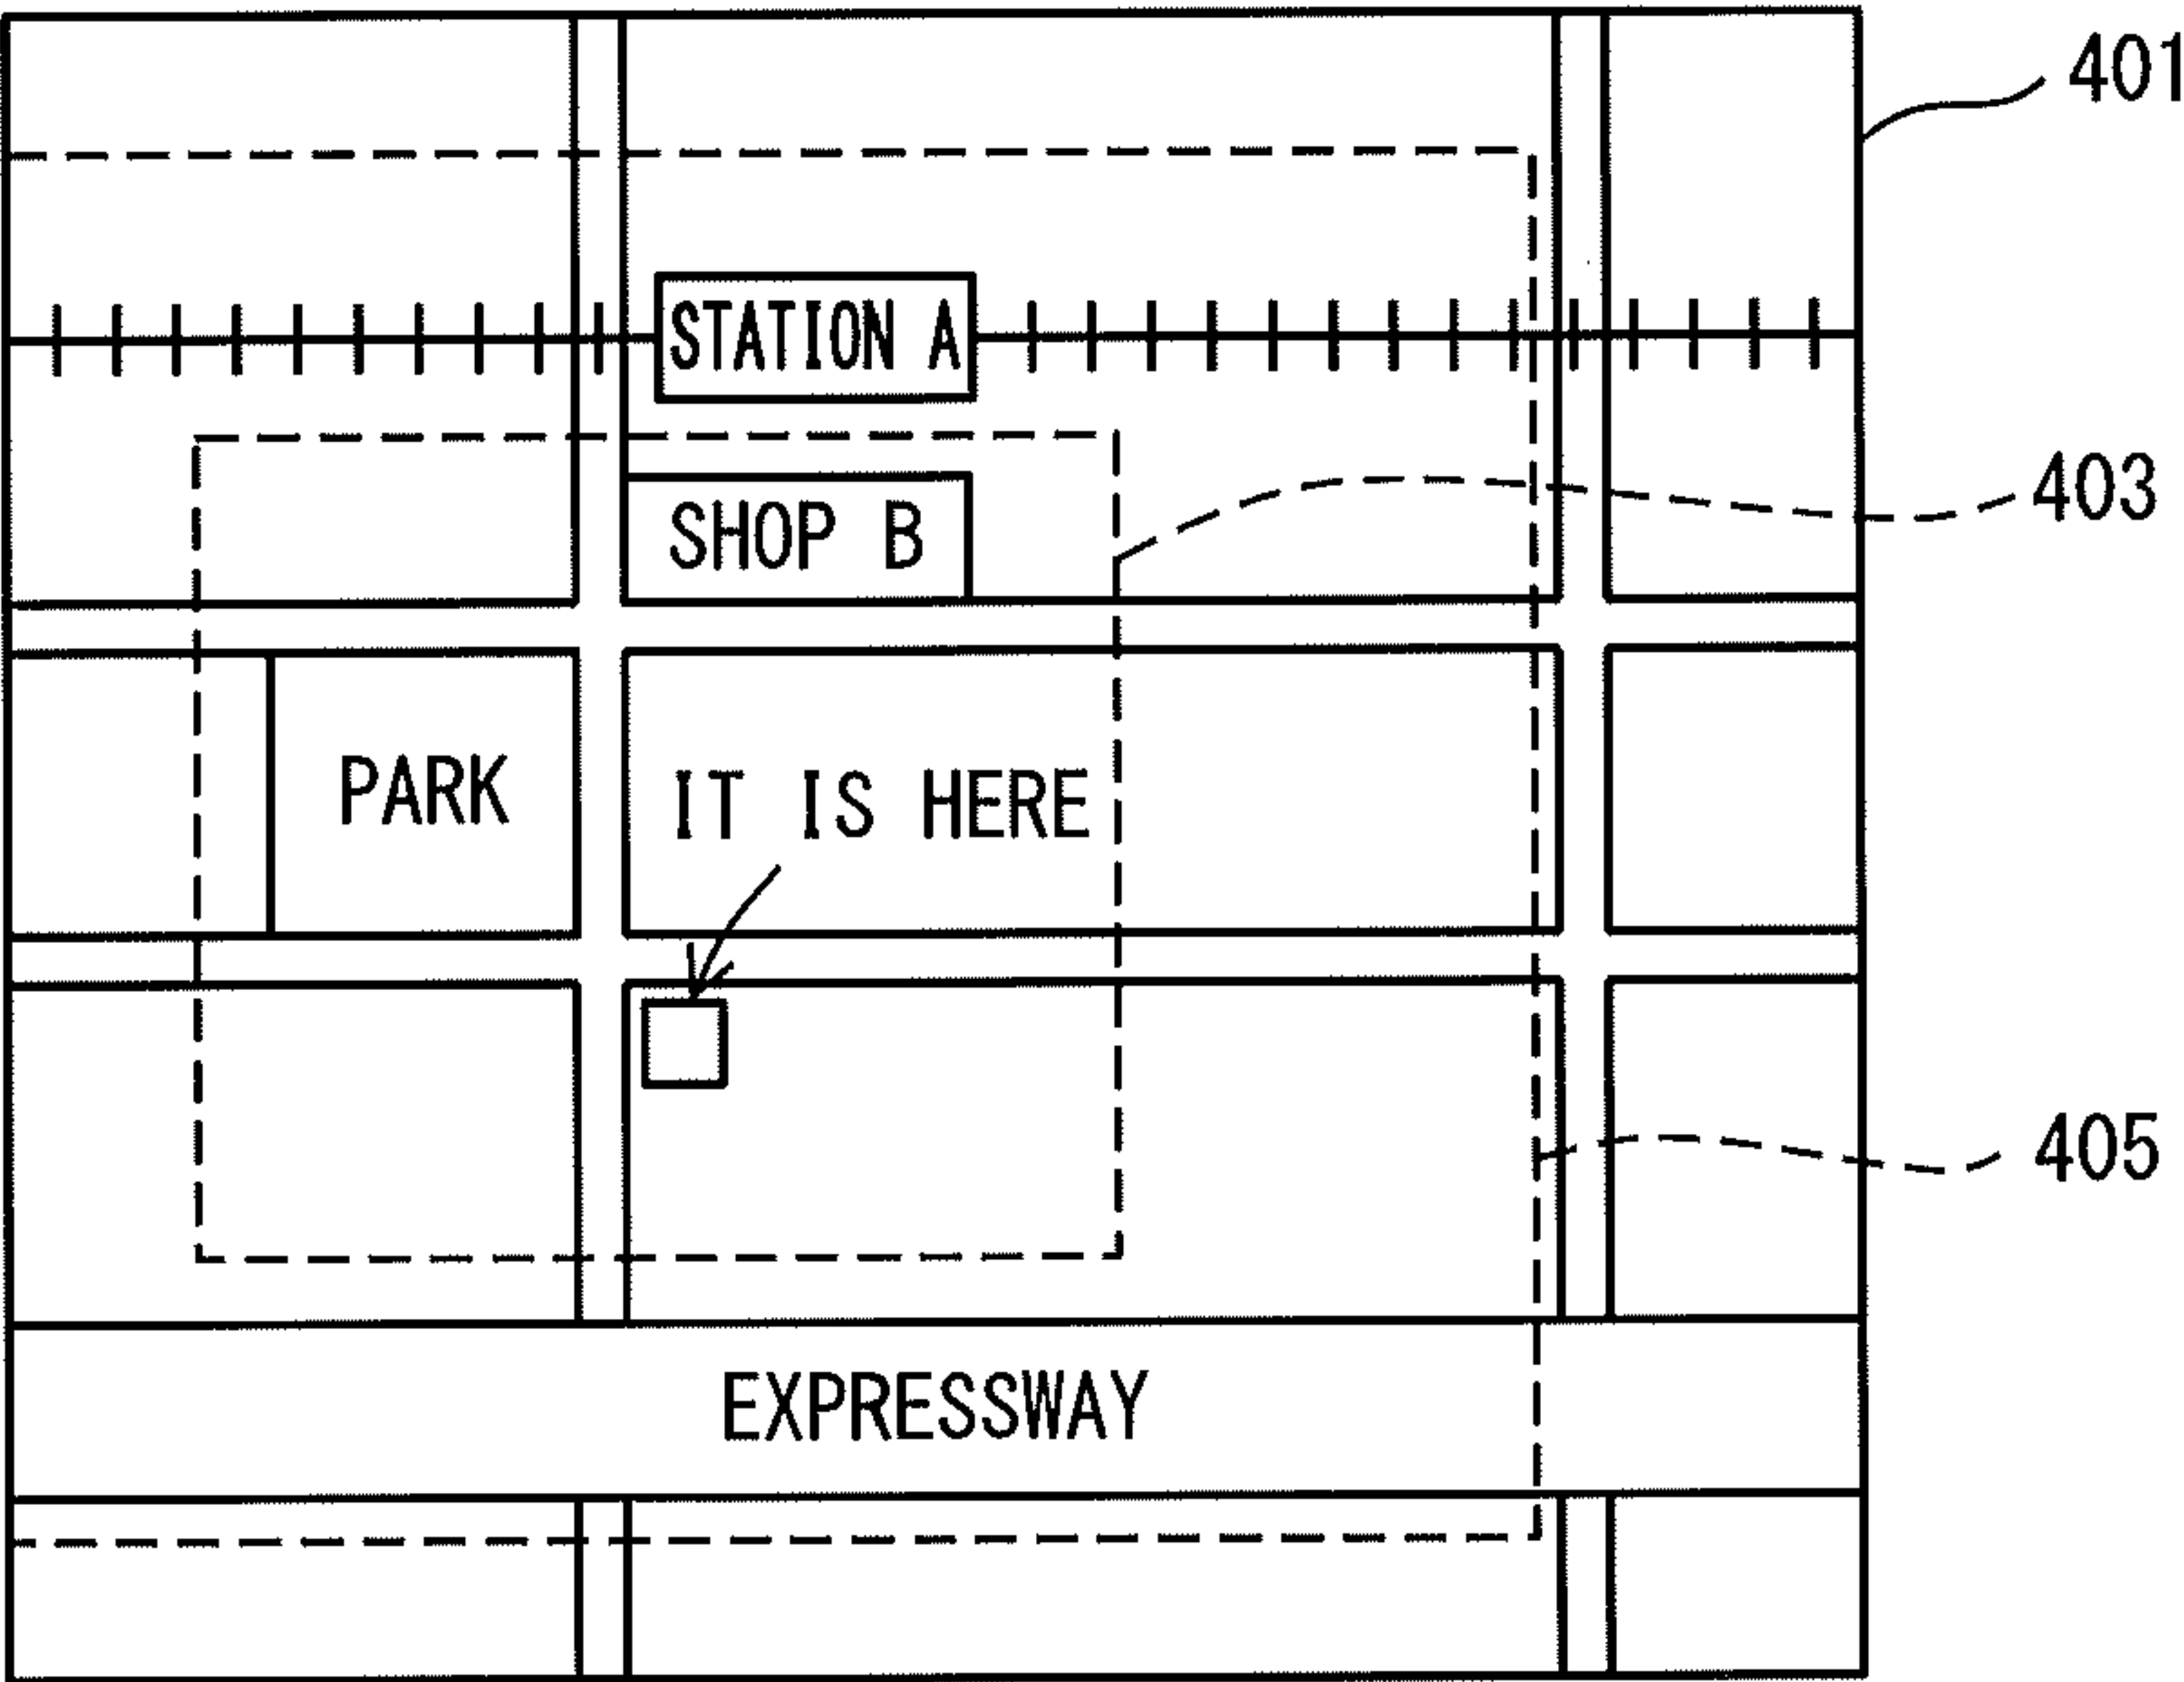 401
STATION A
403
SHOP B
PARK
IT IS HERE
405
EXPRESSWAY